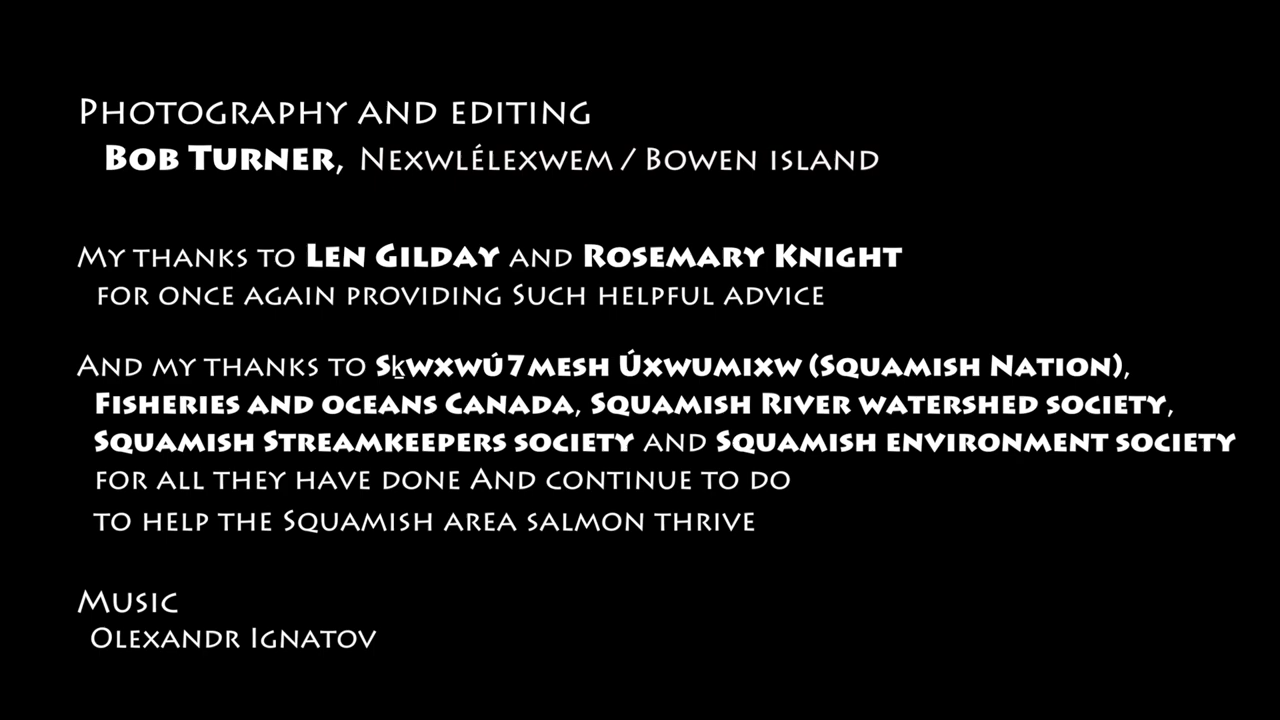 Photography and editing
Bob Turner, Nexwlélexwem / Bowen island
My thanks to Len Gilday and Rosemary Knight
for once again providing Such helpful advice
And my thanks to Sḵwxwú7mesh Úxwumixw (Squamish Nation),
Fisheries and oceans Canada, Squamish River watershed society,
Squamish Streamkeepers society and Squamish environment society
for all they have done And continue to do
to help the Squamish area salmon thrive
Music
Olexandr Ignatov